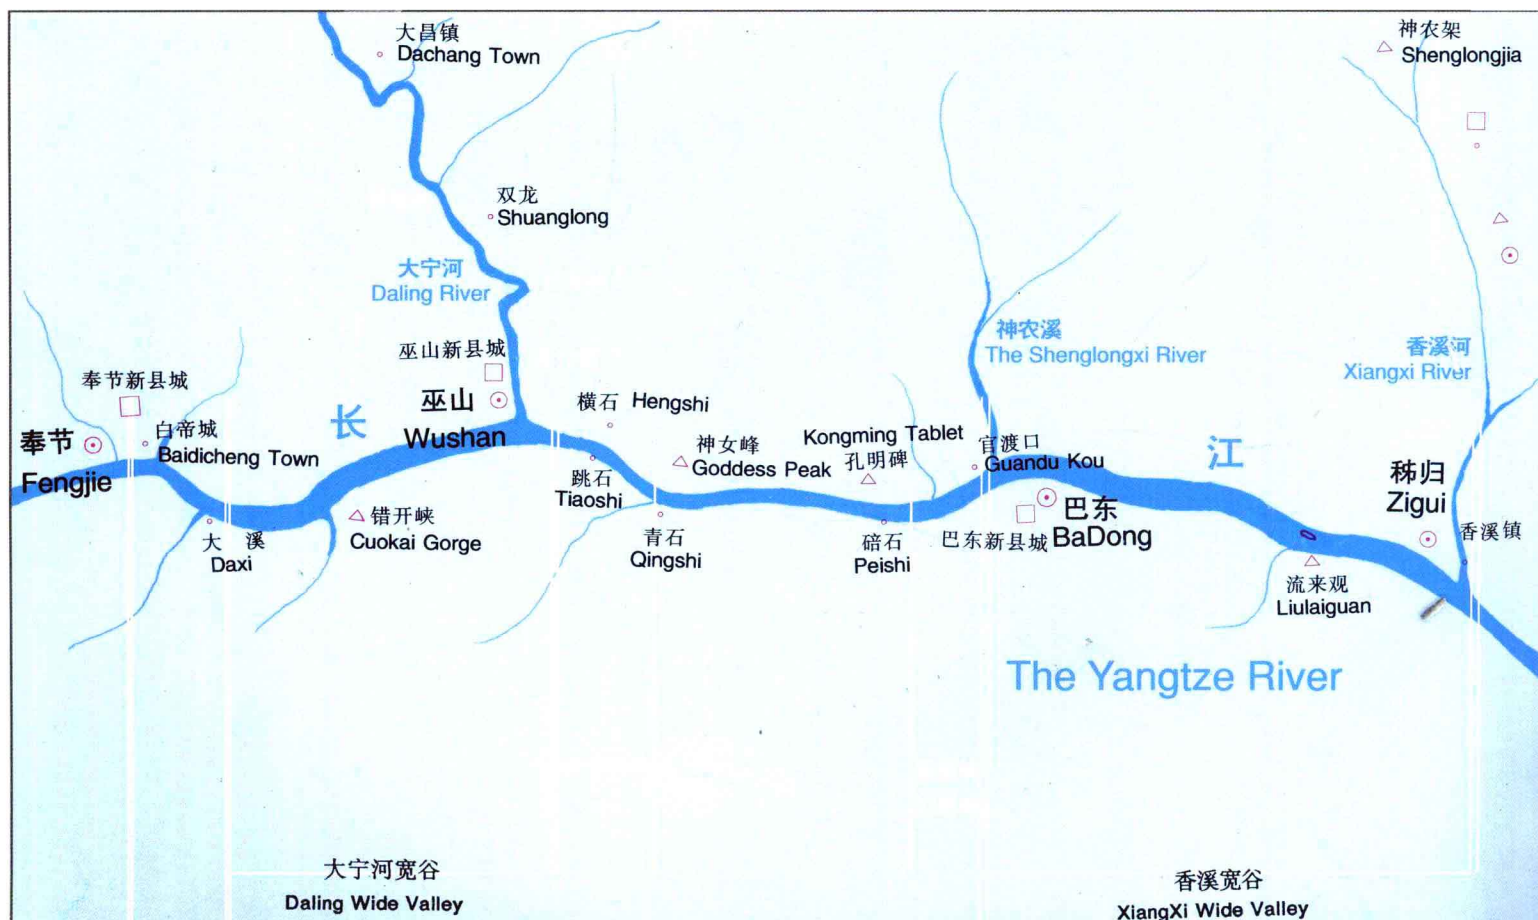 大昌镇
Dachang Town
神农架
Shenglongjia
双龙
Shuanglong
大宁河
Daling River
神农溪
The Shenglongxi River
香溪河
Xiangxi River
巫山新县城
奉节新县城
巫山
Wushan
长
横石 Hengshi
白帝城
Baidicheng Town
奉节
Fengjie
神女峰
Goddess Peak
Kongming Tablet
孔明碑
官渡口
Guandu Kou
江
秭归
Zigui
跳石
Tiaoshi
错开峡
Cuokai Gorge
大 溪
Daxi
青石
Qingshi
碚石
Peishi
巴东新县城
巴东
BaDong
香溪镇
流来观
Liulaiguan
The Yangtze River
大宁河宽谷
Daling Wide Valley
香溪宽谷
XiangXi Wide Valley